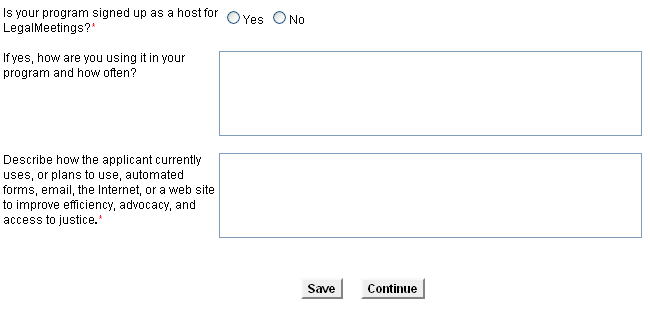 Is your program signed up as a host for
LegalMeetings?*
Yes No
If yes, how are you using it in your
program and how often?
Describe how the applicant currently
uses, or plans to use, automated
forms, email, the Internet, or a web site
to improve efficiency, advocacy, and
access to justice.*
Save Continue